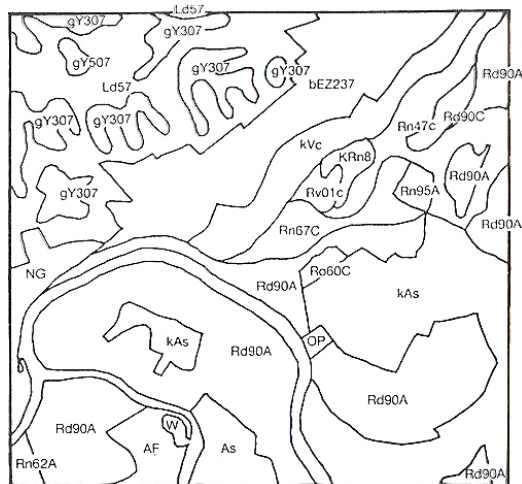 Ld57
gY307
gY307
gY507
gY307
gY307
bEZ237
Rd90A
Ld57
gY307
gY307
Rn47c
Rd90C
kVc
KRn8
gY307
Rv01c
Rn95A
Rd90A
Rn67C
Rd90A
NG
Rd90A
Ro60C
kAs
kAs
Rd90A
OP
Rd90A
Rd90A
W
AF
As
Rn62A
Rd90A